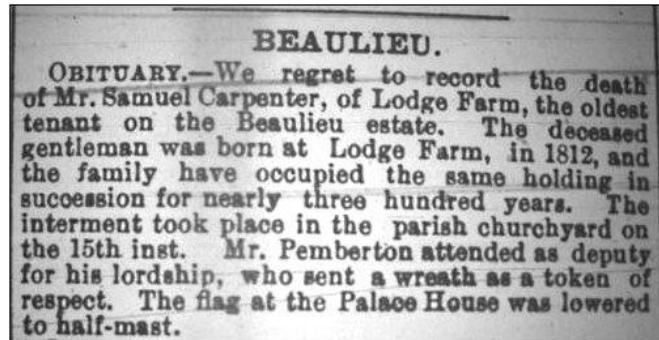 BEAULIEU.
OBITUARY.—We regret to record the death
of Mr. Samuel Carpenter, of Lodge Farm, the oldest
tenant on the Beaulieu estate. The deceased
gentleman was born at Lodge Farm, in 1812, and
the family have occupied the same holding in
succession for nearly three hundred years. The
interment took place in the parish churchyard on
the 15th inst. Mr. Pemberton attended as deputy
for his lordship, who sent a wreath as a token of
respect. The flag at the Palace House was lowered
to half-mast.